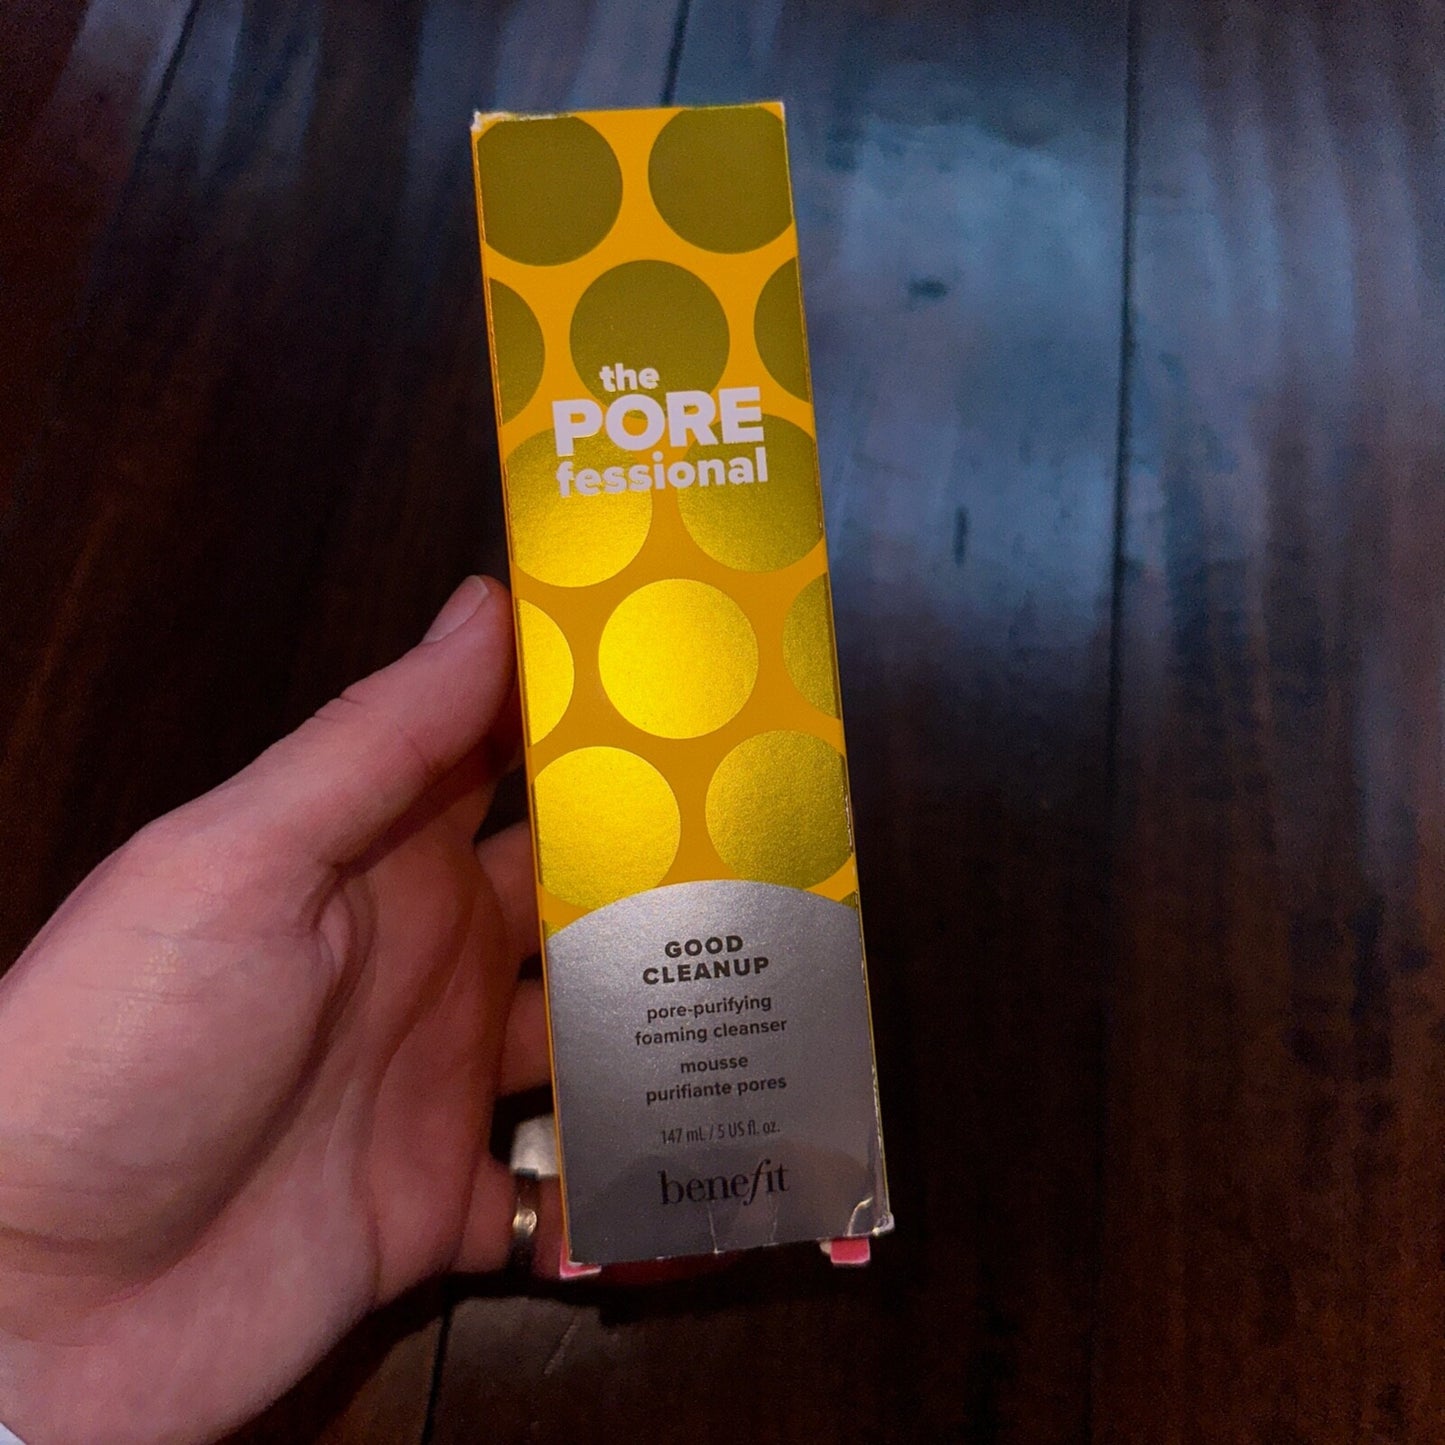 the
PORE
fessional
GOOD
CLEANUP
pore-purifying
foaming cleanser
mousse
purifiante pores
147 mL / 5 US fl. oz.
benefit